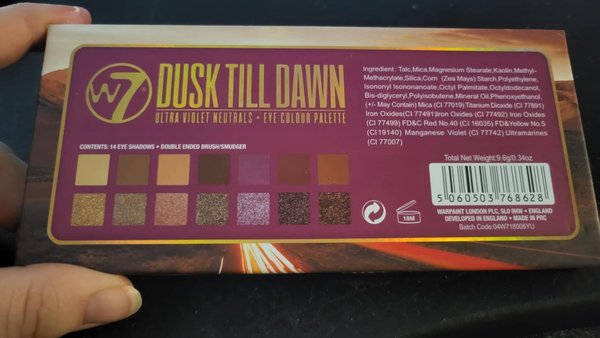 W7
DUSK TILL DAWN
ULTRA VIOLET NEUTRALS • EYE COLOUR PALETTE
CONTENTS: 14 EYE SHADOWS • DOUBLE ENDED BRUSH/SMUDGER
Ingredient: Talc,Mica,Magnesium Stearate,Kaolin,Methyl-
Methacrylate,Silica,Corn (Zea Mays) Starch,Polyethylene,
Isononyl Isononanoate,Octyl Palmitate,Octyldodecanol,
Bis-diglyceryl,Polyisobutene,Mineral Oil,Phenoxyethanol,
(+/- May Contain) Mica (CI 77019) Titanium Dioxide (CI 77891)
Iron Oxides(CI 77491)Iron Oxides (CI 77492) Iron Oxides
(CI 77499) FD&C Red No.40 (CI 16035) FD&Yellow No.5
(CI19140) Manganese Violet (CI 77742) Ultramarines
(CI 77007)
Total Net Weight:9.6g/0.34oz
5 060503 768628
18M
WARPAINT LONDON PLC, SL0 9HW • ENGLAND
DEVELOPED IN ENGLAND • MADE IN PRC
Batch Code:04W718006YU